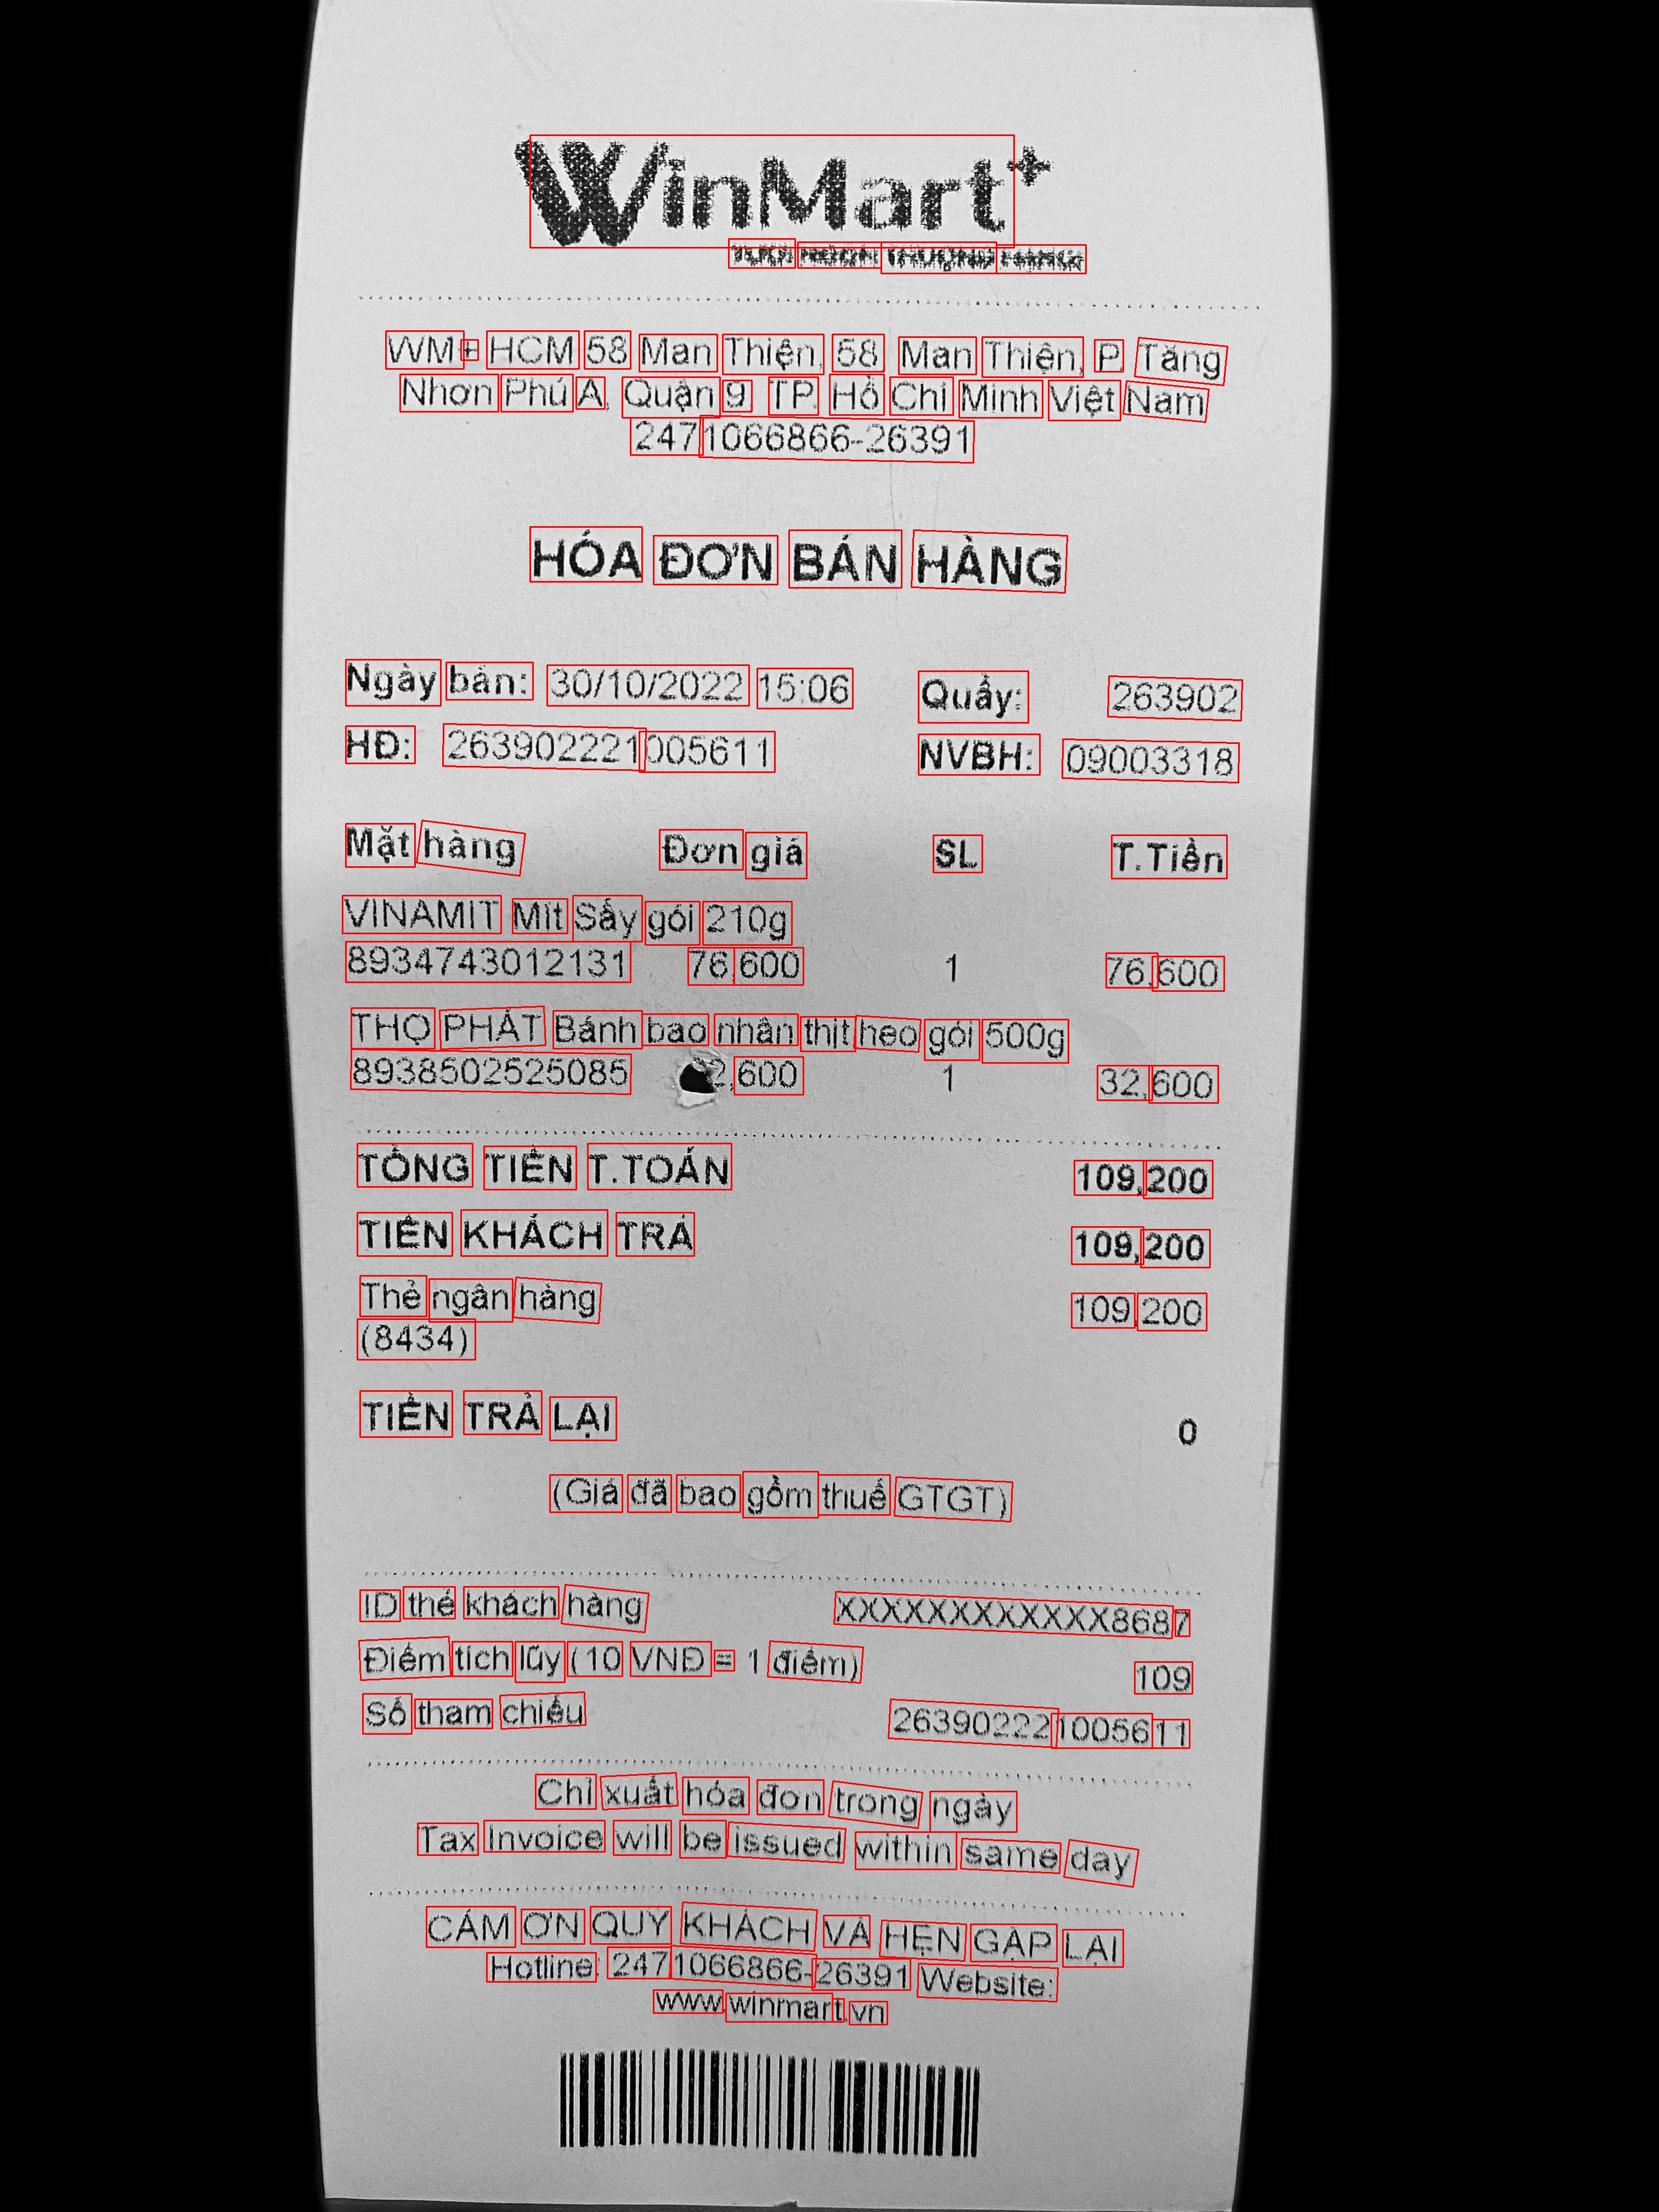 WinMart+
WM+ HCM 58 Man Thiện, 58 Man Thiện, P. Tăng
Nhơn Phú A, Quận 9, TP. Hồ Chí Minh Việt Nam
2471066866-26391
HÓA ĐƠN BÁN HÀNG
Ngày bán: 30/10/2022 15:06 Quầy: 263902
HĐ: 263902221005611 NVBH: 09003318
Mặt hàng Đơn giá SL T.Tiền
VINAMIT Mít Sấy gói 210g
8934743012131 76,600 1 76,600
THỌ PHÁT Bánh bao nhân thịt heo gói 500g
8938502525085 2,600 1 32,600
TỔNG TIỀN T.TOÁN 109,200
TIỀN KHÁCH TRẢ 109,200
Thẻ ngân hàng 109,200
(8434)
TIỀN TRẢ LẠI 0
(Giá đã bao gồm thuế GTGT)
ID thẻ khách hàng XXXXXXXXXXXX8687
Điểm tích lũy (10 VNĐ = 1 điểm) 109
Số tham chiếu 263902221005611
Chỉ xuất hóa đơn trong ngày
Tax Invoice will be issued within same day
CẢM ƠN QUÝ KHÁCH VÀ HẸN GẶP LẠI
Hotline: 2471066866-26391 Website:
www.winmart.vn